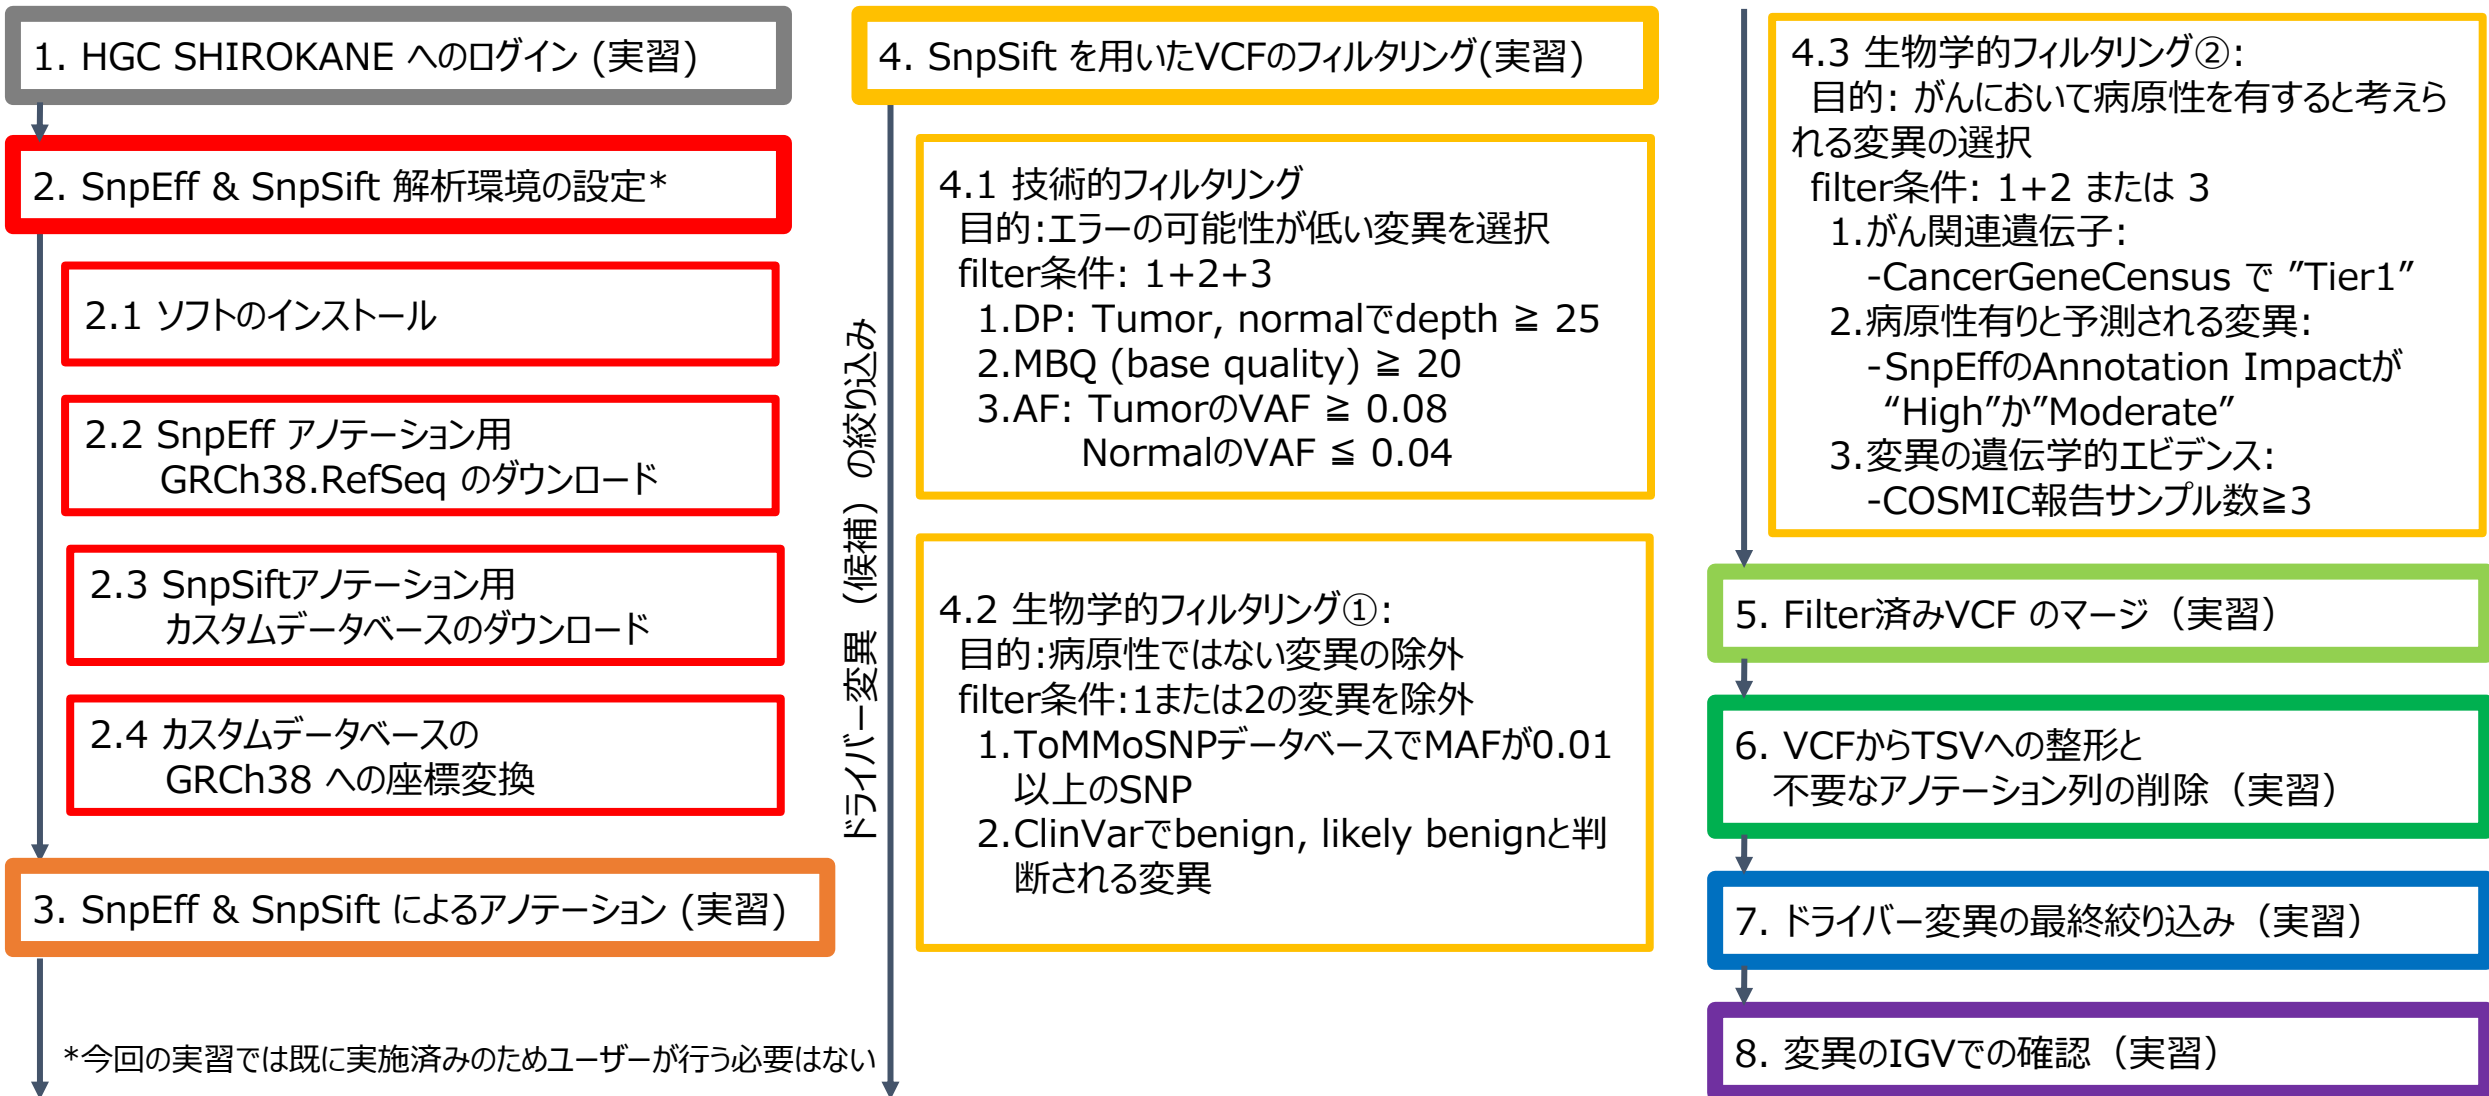 1. HGC SHIROKANE へのログイン (実習)
2. SnpEff & SnpSift 解析環境の設定*
2.1 ソフトのインストール
2.2 SnpEff アノテーション用
GRCh38.RefSeq のダウンロード
2.3 SnpSiftアノテーション用
カスタムデータベースのダウンロード
2.4 カスタムデータベースの
GRCh38 への座標変換
3. SnpEff & SnpSift によるアノテーション (実習)
*今回の実習では既に実施済みのためユーザーが行う必要はない
4. SnpSift を用いたVCFのフィルタリング(実習)
ドライバー変異（候補）の絞り込み
4.1 技術的フィルタリング
目的:エラーの可能性が低い変異を選択
filter条件: 1+2+3
1.DP: Tumor, normalでdepth ≧ 25
2.MBQ (base quality) ≧ 20
3.AF: TumorのVAF ≧ 0.08
NormalのVAF ≦ 0.04
4.2 生物学的フィルタリング①:
目的:病原性ではない変異の除外
filter条件:1または2の変異を除外
1.ToMMoSNPデータベースでMAFが0.01
以上のSNP
2.ClinVarでbenign, likely benignと判
断される変異
4.3 生物学的フィルタリング②:
目的: がんにおいて病原性を有すると考えら
れる変異の選択
filter条件: 1+2 または 3
1.がん関連遺伝子:
-CancerGeneCensus で ”Tier1”
2.病原性有りと予測される変異:
-SnpEffのAnnotation Impactが
“High”か”Moderate”
3.変異の遺伝学的エビデンス:
-COSMIC報告サンプル数≧3
5. Filter済みVCF のマージ（実習）
6. VCFからTSVへの整形と
不要なアノテーション列の削除（実習）
7. ドライバー変異の最終絞り込み（実習）
8. 変異のIGVでの確認（実習）